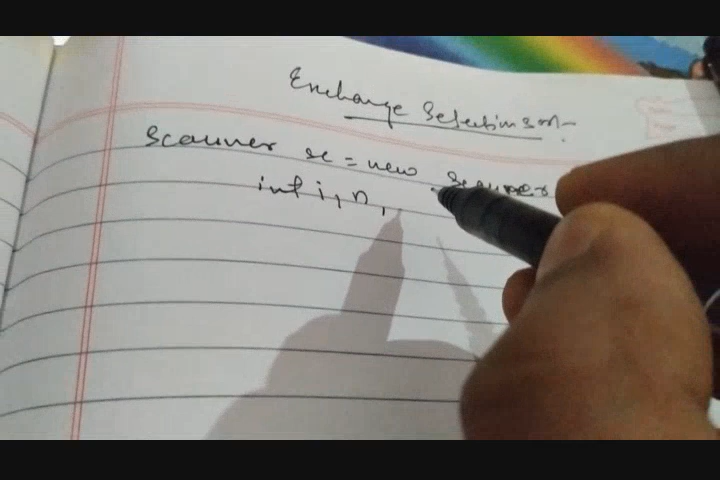 Exchange Selection sort:-
Scanner sc = new Scanner
int i, n,